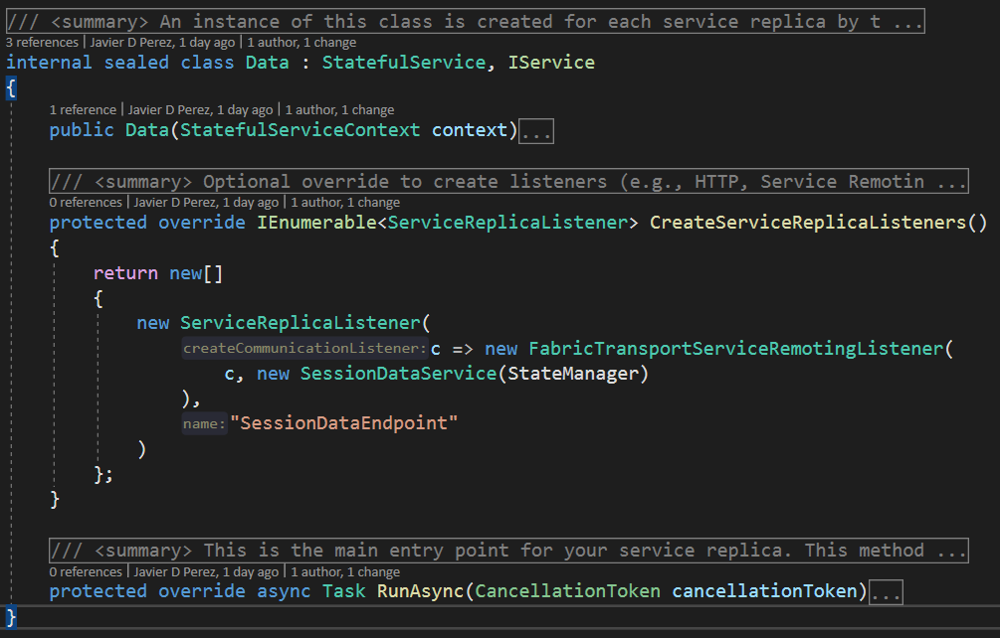 /// <summary> An instance of this class is created for each service replica by t ...
3 references | Javier D Perez, 1 day ago | 1 author, 1 change
internal sealed class Data : StatefulService, IService
{
1 reference | Javier D Perez, 1 day ago | 1 author, 1 change
public Data(StatefulServiceContext context)...
/// <summary> Optional override to create listeners (e.g., HTTP, Service Remotin ...
0 references | Javier D Perez, 1 day ago | 1 author, 1 change
protected override IEnumerable<ServiceReplicaListener> CreateServiceReplicaListeners()
{
return new[]
{
new ServiceReplicaListener(
createCommunicationListener: c => new FabricTransportServiceRemotingListener(
c, new SessionDataService(StateManager)
),
name: "SessionDataEndpoint"
)
};
}
/// <summary> This is the main entry point for your service replica. This method ...
0 references | Javier D Perez, 1 day ago | 1 author, 1 change
protected override async Task RunAsync(CancellationToken cancellationToken)...
}